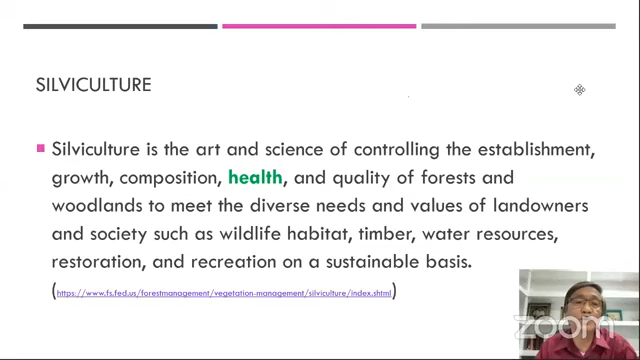 SILVICULTURE
Silviculture is the art and science of controlling the establishment,
growth, composition, health, and quality of forests and
woodlands to meet the diverse needs and values of landowners
and society such as wildlife habitat, timber, water resources,
restoration, and recreation on a sustainable basis.
(https://www.fs.fed.us/forestmanagement/vegetation-management/silviculture/index.shtml)
zoom